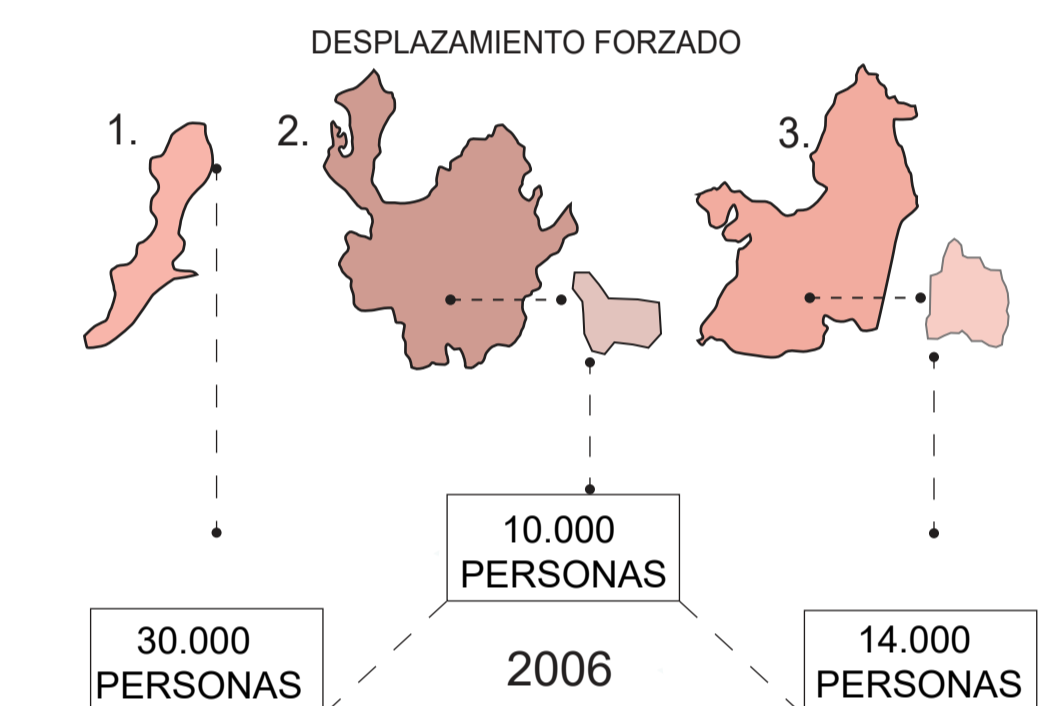 DESPLAZAMIENTO FORZADO
1.
2.
3.
10.000
PERSONAS
30.000
PERSONAS
2006
14.000
PERSONAS